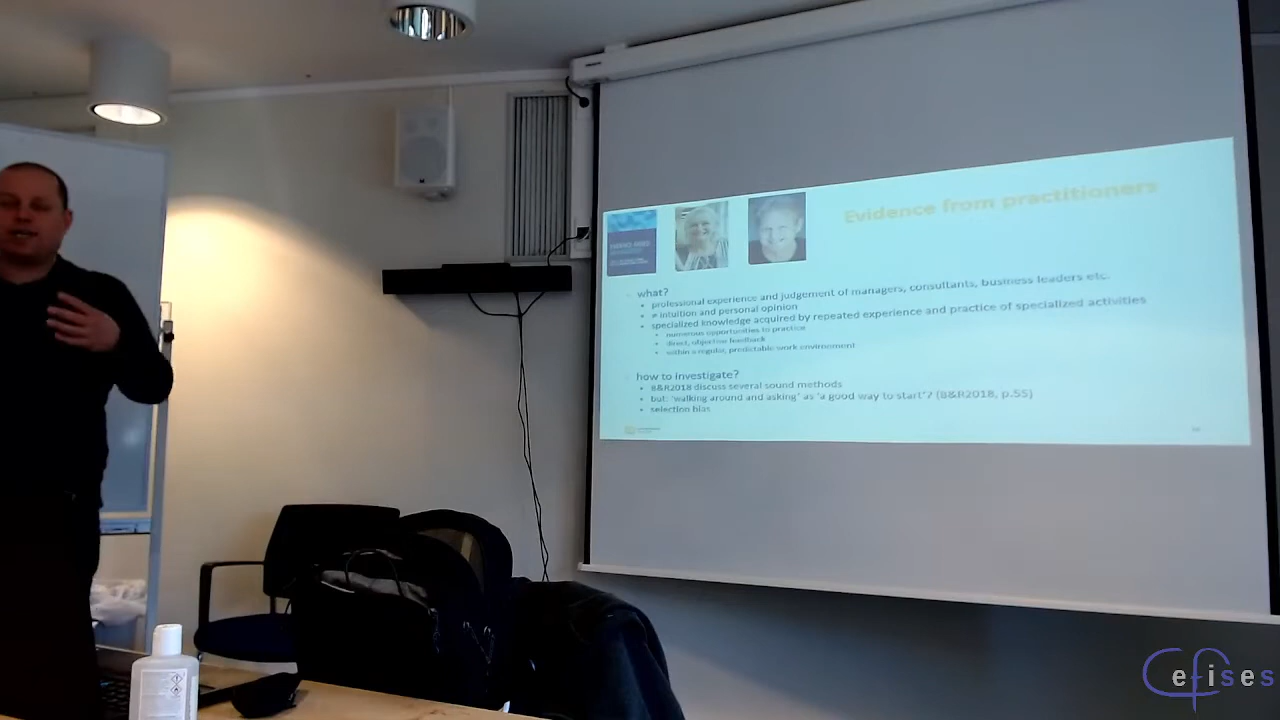 Evidence from practitioners
what?
• professional experience and judgement of managers, consultants, business leaders etc.
• ≠ intuition and personal opinion
• specialized knowledge acquired by repeated experience and practice of specialized activities
• numerous opportunities to practice
• direct, objective feedback
• within a regular, predictable work environment
how to investigate?
• B&R2018 discuss several sound methods
• but: 'walking around and asking' as 'a good way to start'? (B&R2018, p.55)
• selection bias
efises